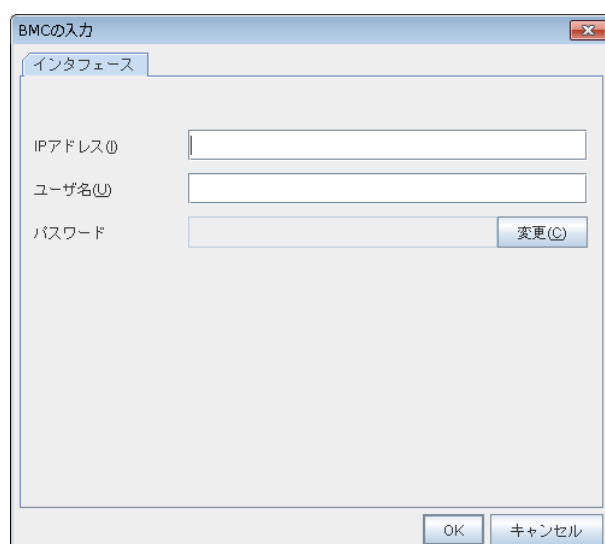 BMCの入力
インタフェース
IPアドレス(I)
ユーザ名(U)
パスワード
変更(C)
OK
キャンセル